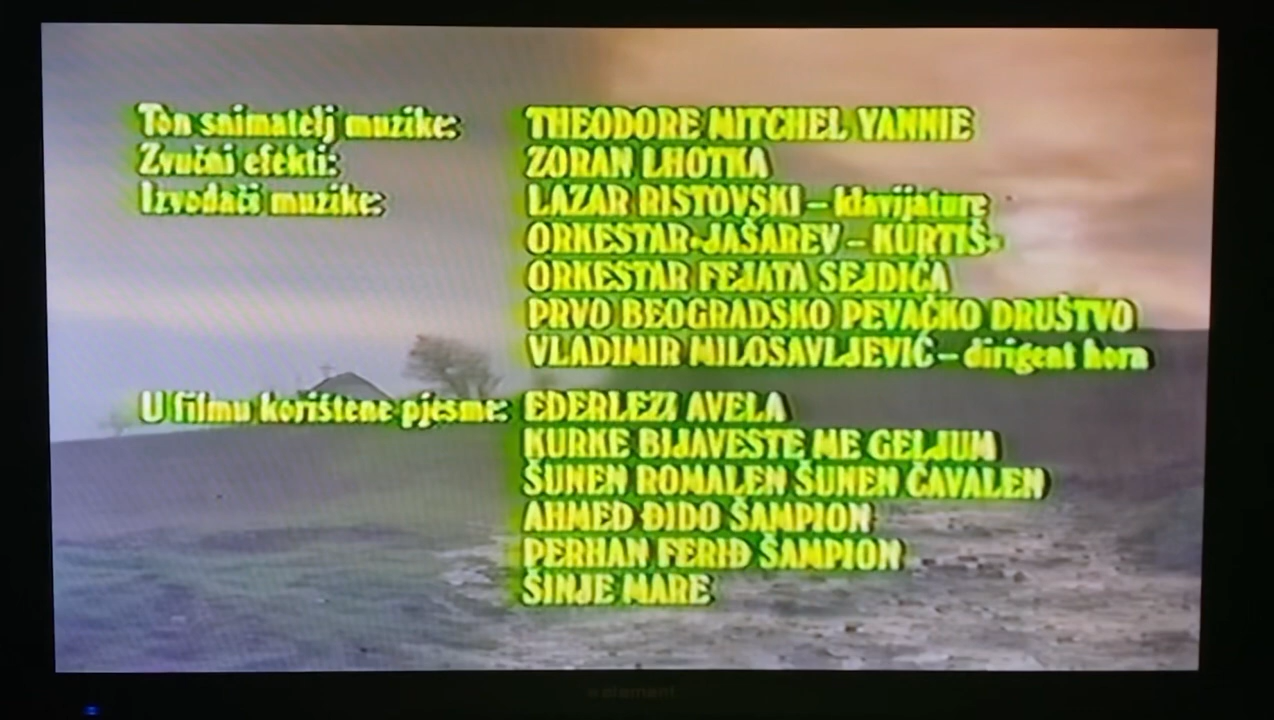 Ton snimatelj muzike: THEODORE MITCHEL YANNIE
Zvučni efekti: ZORAN LHOTKA
Izvođači muzike: LAZAR RISTOVSKI – klavijature
ORKESTAR »JAŠAREV – KURTIŠ«
ORKESTAR FEJATA SEJDIĆA
PRVO BEOGRADSKO PEVAČKO DRUŠTVO
VLADIMIR MILOSAVLJEVIĆ – dirigent hora
U filmu korištene pjesme: EDERLEZI AVELA
KURKE BIJAVESTE ME GELJUM
ŠUNEN ROMALEN ŠUNEN ČAVALEN
AHMED ĐIDO ŠAMPION
PERHAN FERIĐ ŠAMPION
ŠINJE MARE
element